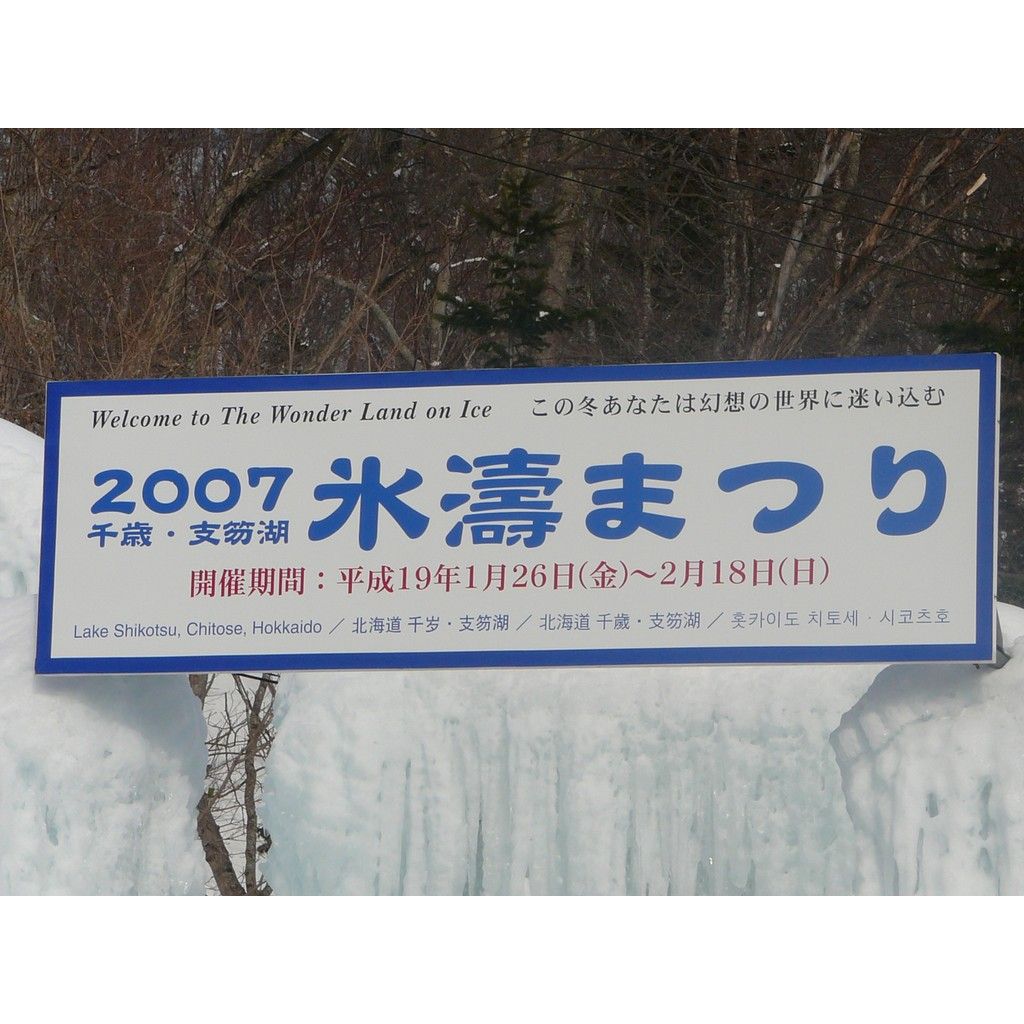 Welcome to The Wonder Land on Ice この冬あなたは幻想の世界に迷い込む
2007 氷濤まつり
千歳・支笏湖
開催期間：平成19年1月26日(金)～2月18日(日)
Lake Shikotsu, Chitose, Hokkaido ／ 北海道 千岁・支笏湖 ／ 北海道 千歳・支笏湖 ／ 홋카이도 치토세 · 시코츠호